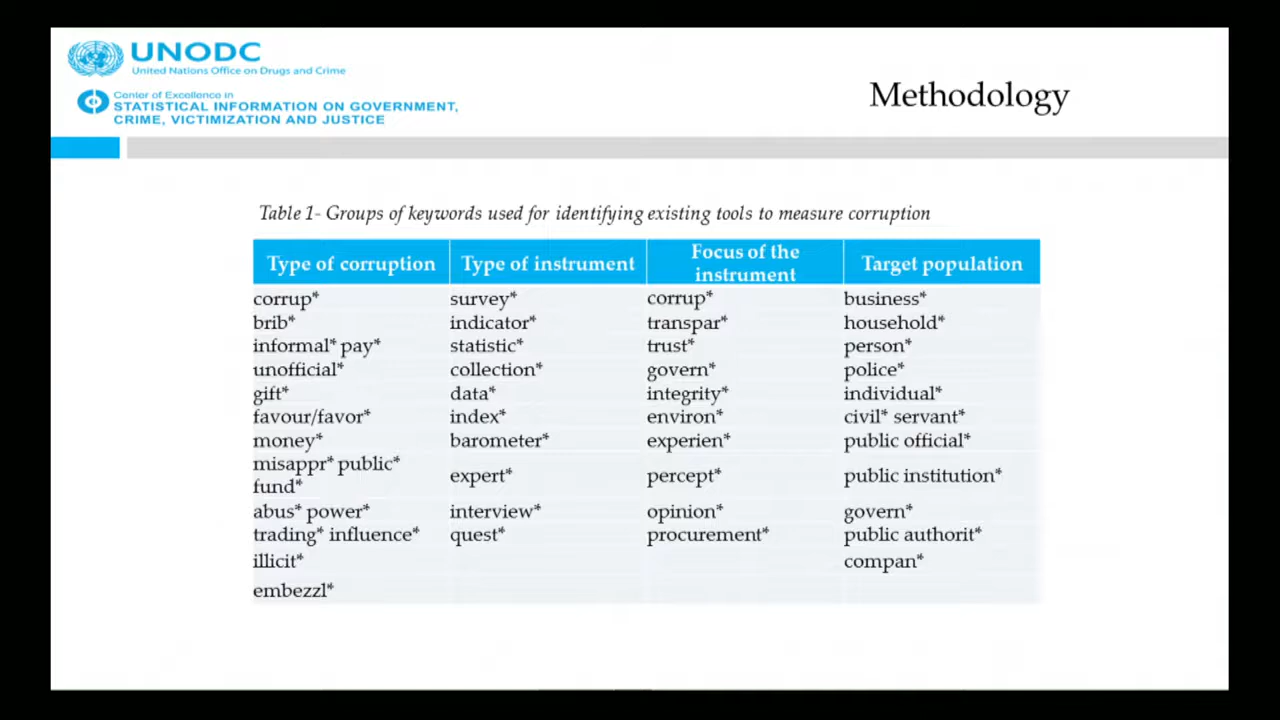 UNODC
United Nations Office on Drugs and Crime
Center of Excellence in
STATISTICAL INFORMATION ON GOVERNMENT,
CRIME, VICTIMIZATION AND JUSTICE
Methodology
Table 1- Groups of keywords used for identifying existing tools to measure corruption
Type of corruption Type of instrument Focus of the instrument Target population
corrup* survey* corrup* business*
brib* indicator* transpar* household*
informal* pay* statistic* trust* person*
unofficial* collection* govern* police*
gift* data* integrity* individual*
favour/favor* index* environ* civil* servant*
money* barometer* experien* public official*
misappr* public* fund* expert* percept* public institution*
abus* power* interview* opinion* govern*
trading* influence* quest* procurement* public authorit*
illicit* compan*
embezzl*